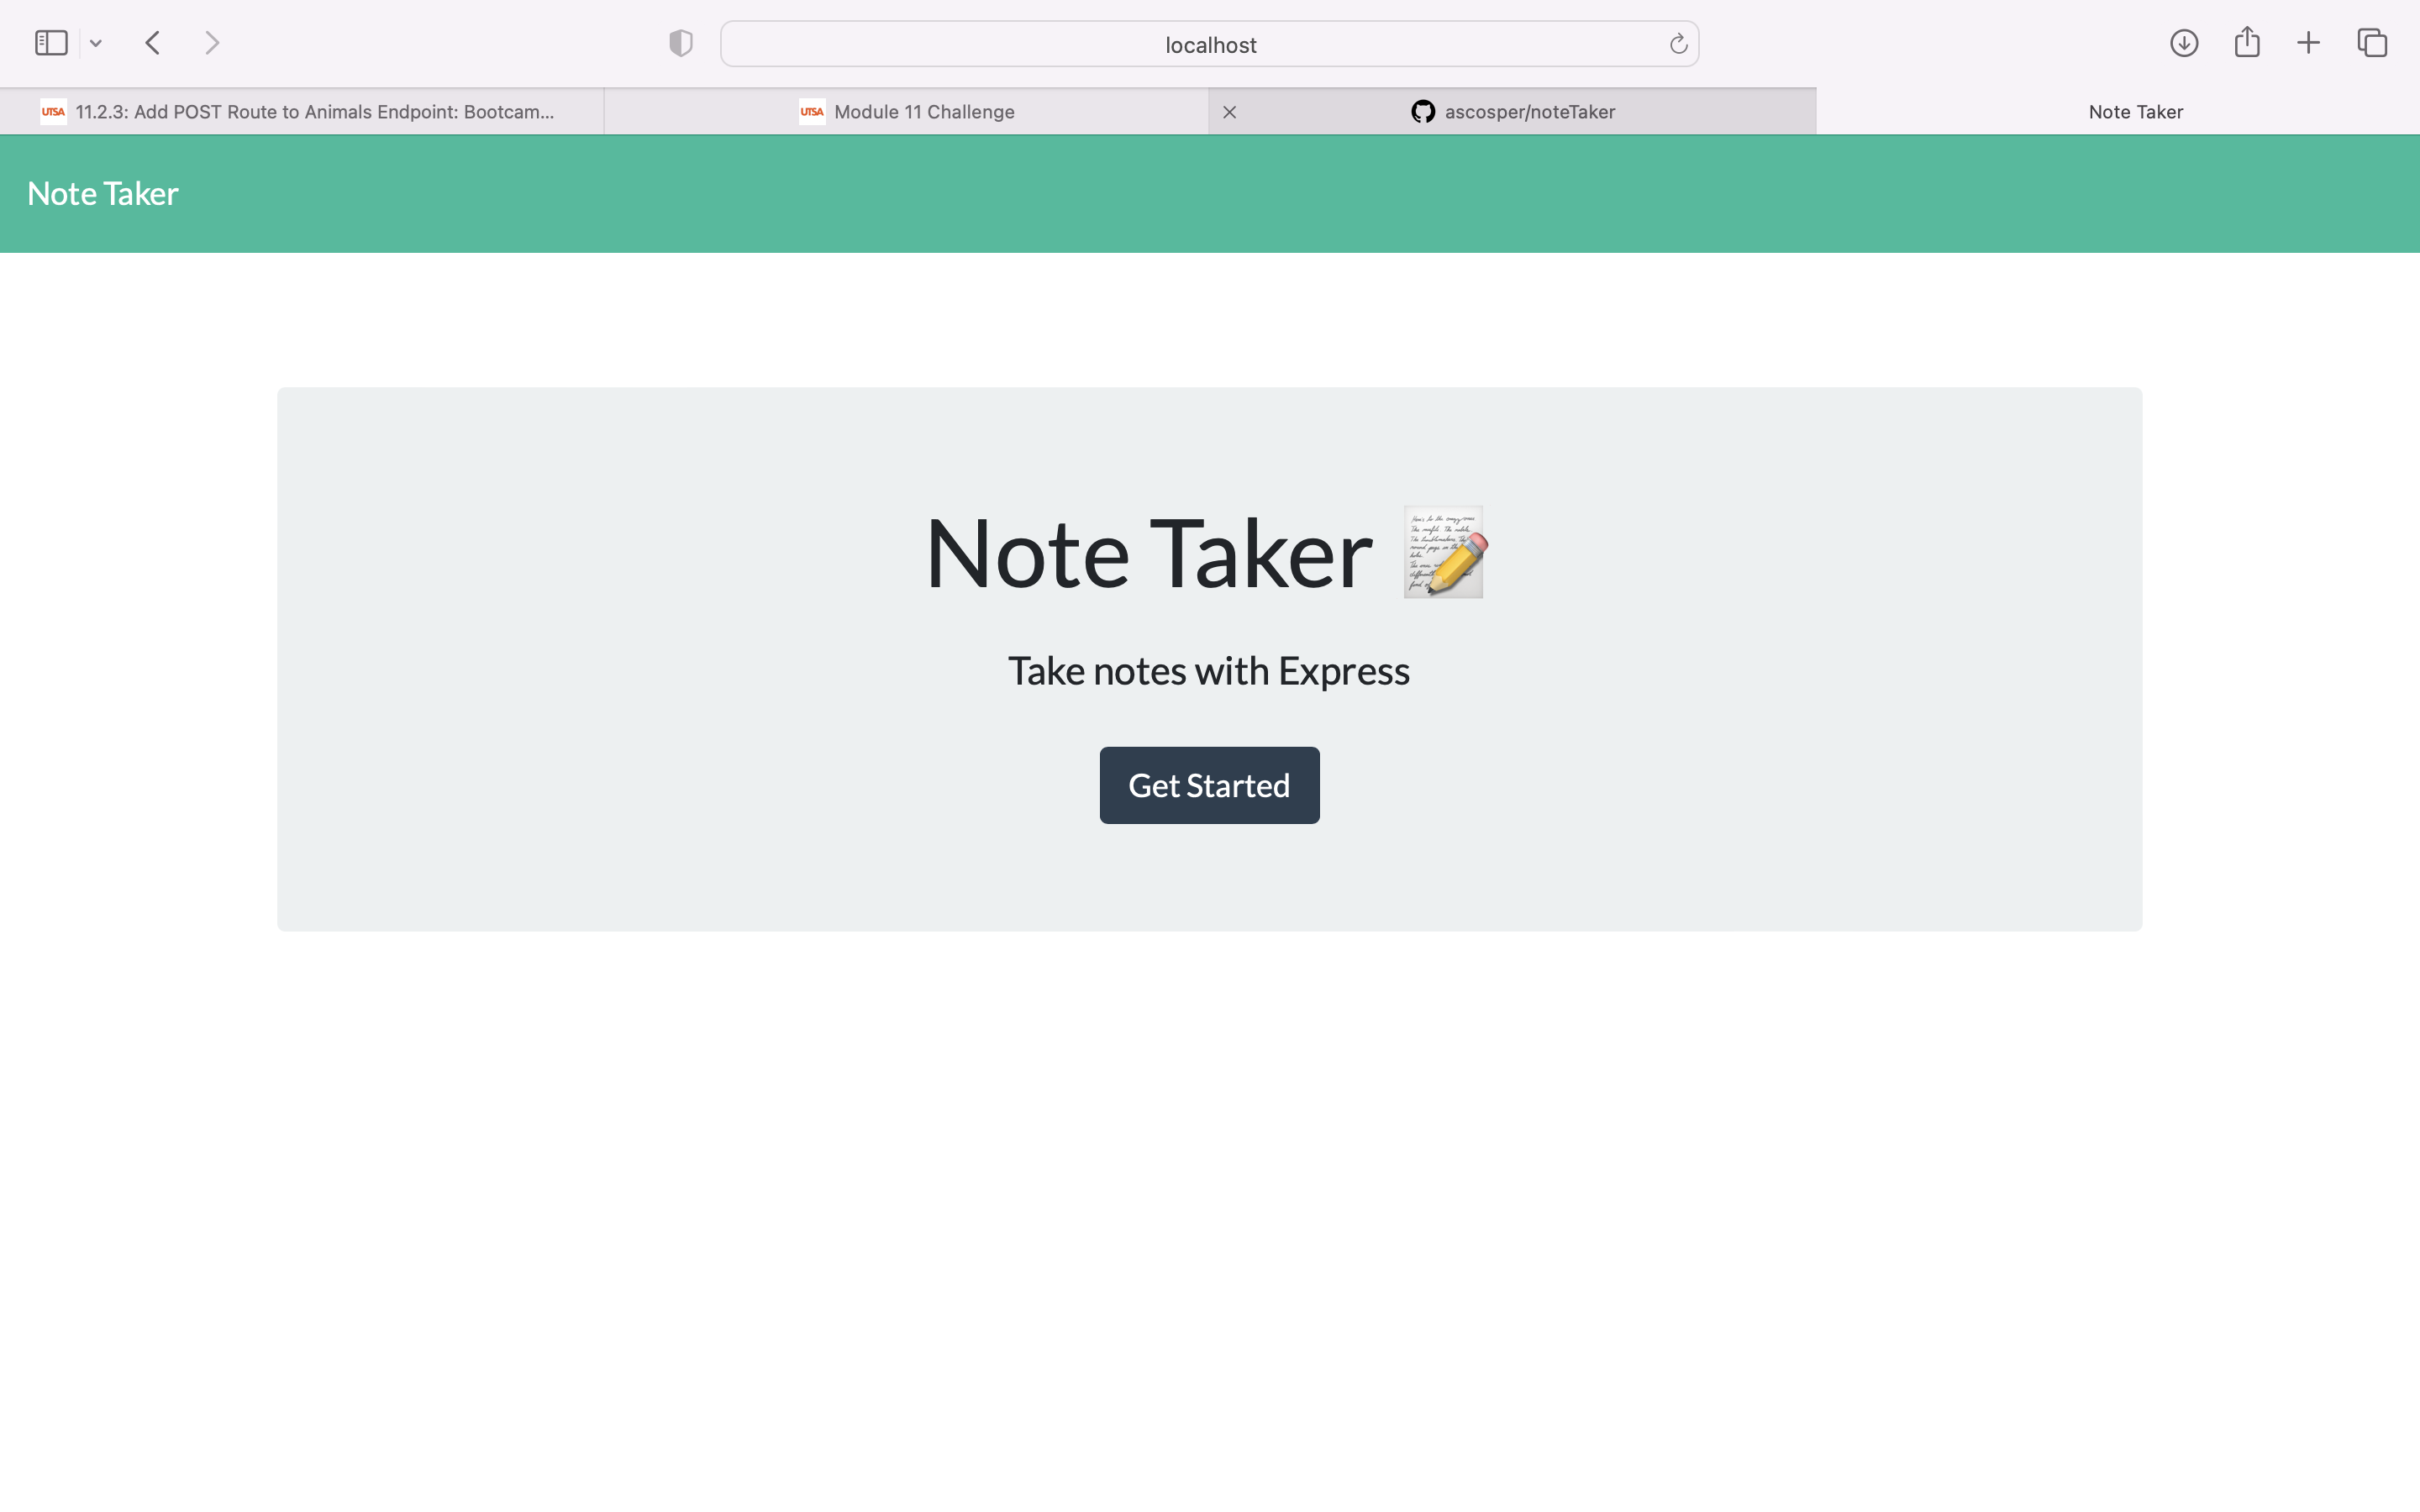 localhost
UTSA 11.2.3: Add POST Route to Animals Endpoint: Bootcam...
UTSA Module 11 Challenge
ascosper/noteTaker
Note Taker
Note Taker
Note Taker
Take notes with Express
Get Started